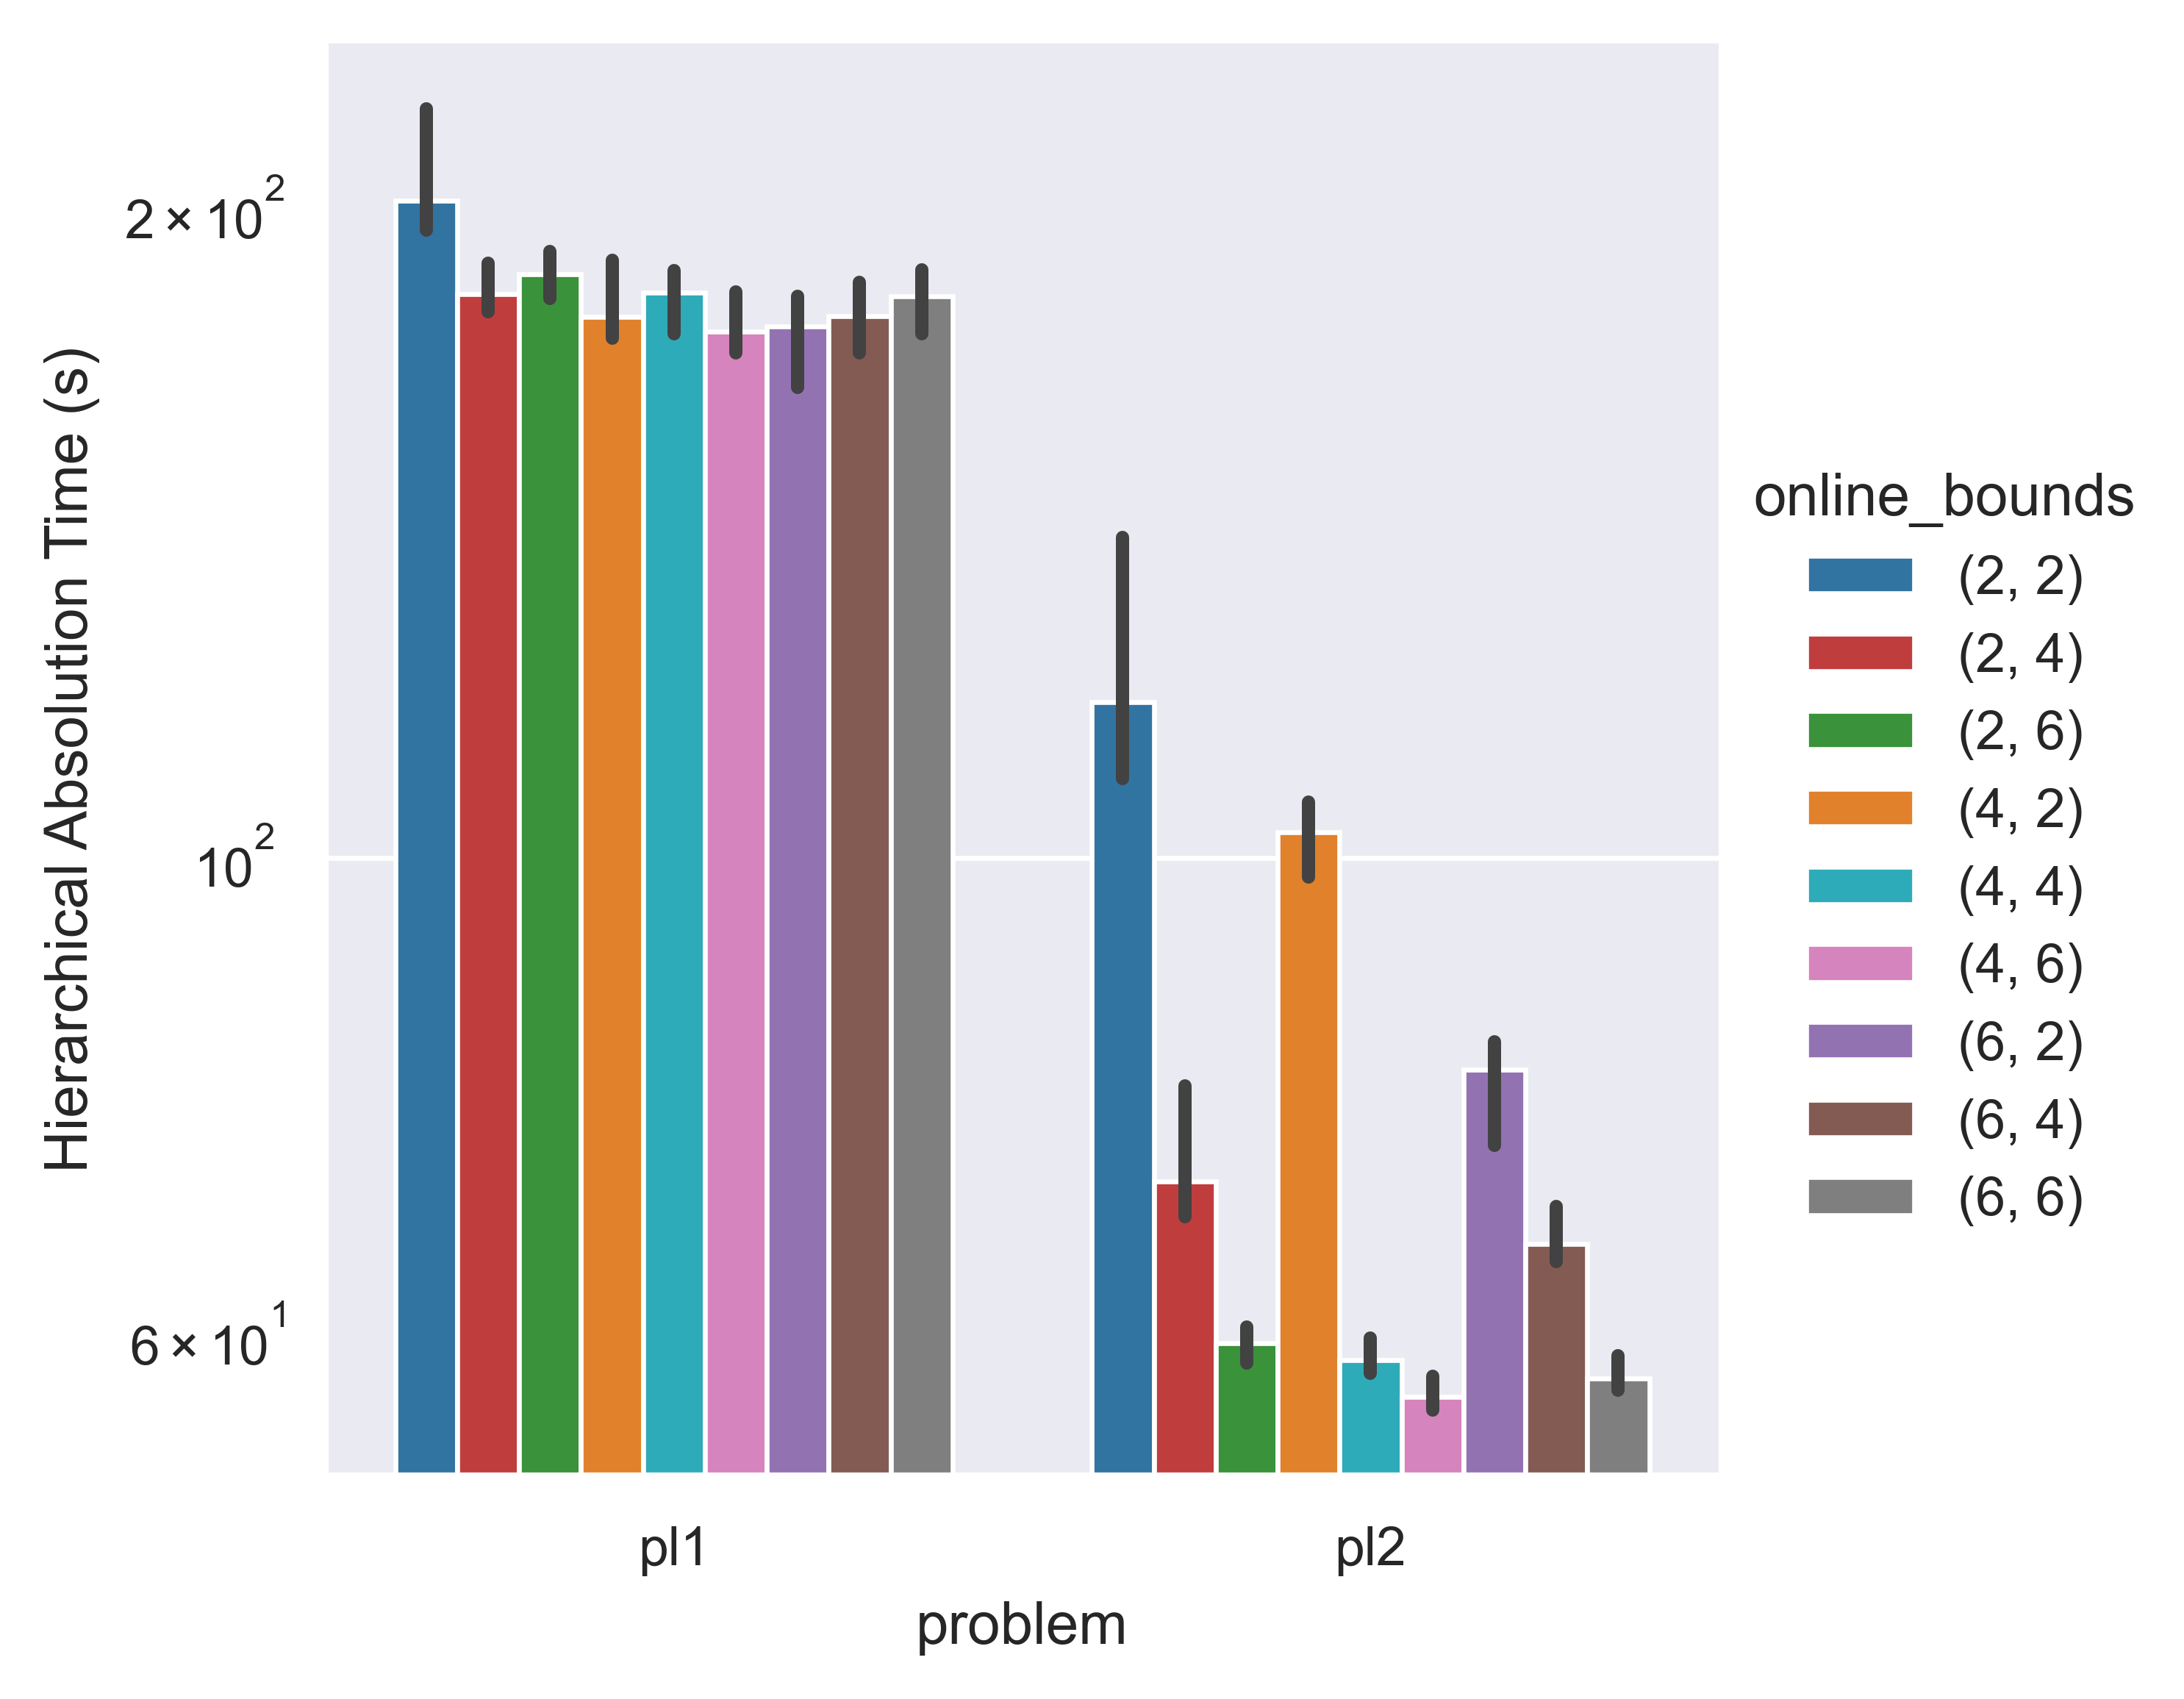 Hierarchical Absolution Time (s)
2×10²
10²
6×10¹
pl1
pl2
problem
online_bounds
(2, 2)
(2, 4)
(2, 6)
(4, 2)
(4, 4)
(4, 6)
(6, 2)
(6, 4)
(6, 6)